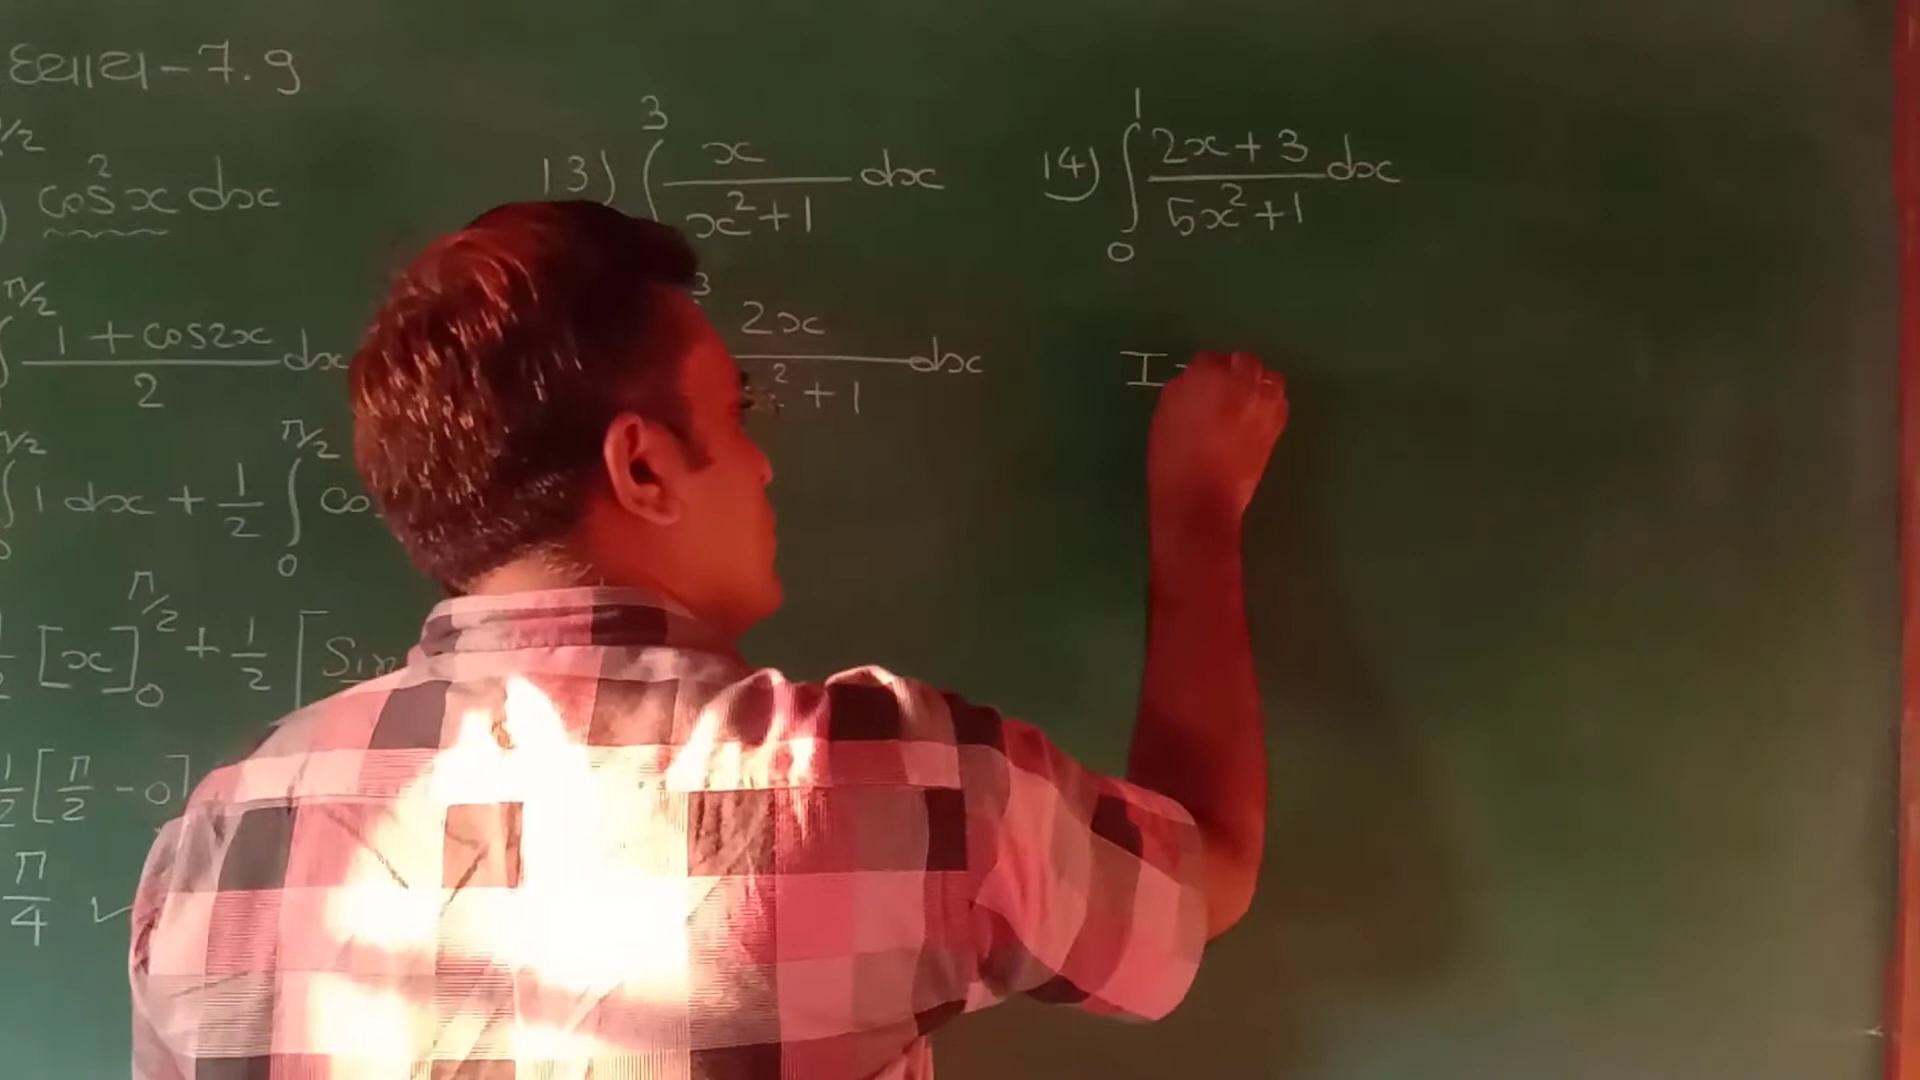 ધ્યાય - 7.9
cos²x dx
1 + cos2x / 2 dx
∫ 1 dx + 1/2 ∫₀^(π/2) co
[x]₀^(π/2) + 1/2 [Sin
1/2 [π/2 - 0]
π/4 ✓
13) ∫³ x / x²+1 dx
3 2x / ² + 1 dx
14) ∫₀¹ 2x + 3 / 5x² + 1 dx
I =